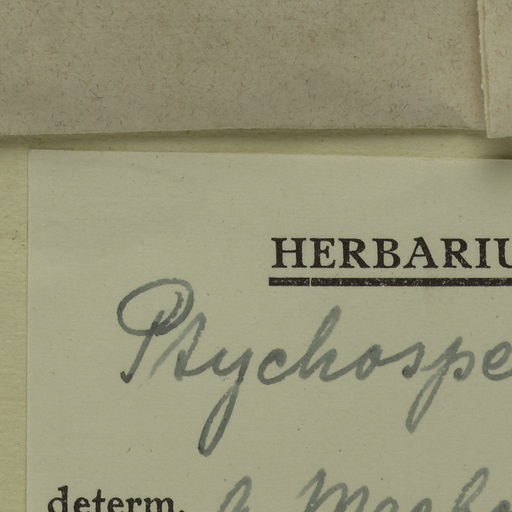 HERBARIU
Ptychospe
determ.